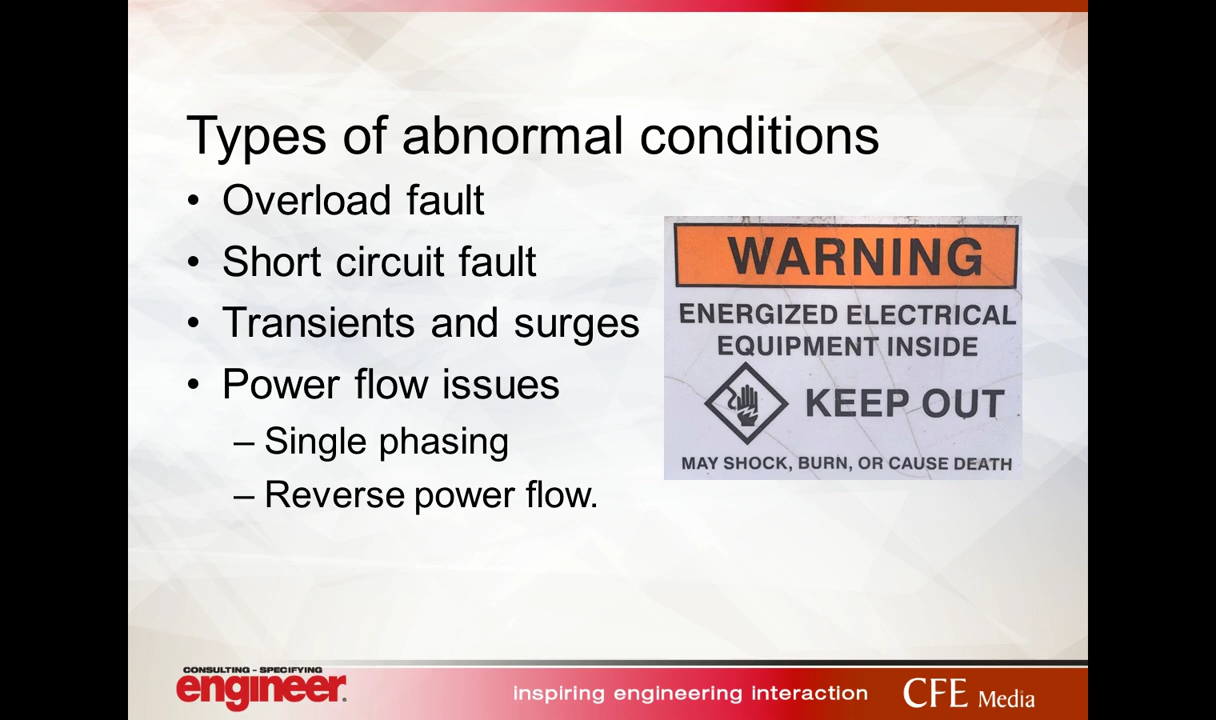 Types of abnormal conditions
• Overload fault
• Short circuit fault
• Transients and surges
• Power flow issues
– Single phasing
– Reverse power flow.
WARNING
ENERGIZED ELECTRICAL
EQUIPMENT INSIDE
KEEP OUT
MAY SHOCK, BURN, OR CAUSE DEATH
CONSULTING - SPECIFYING
engineer.
inspiring engineering interaction
CFE Media